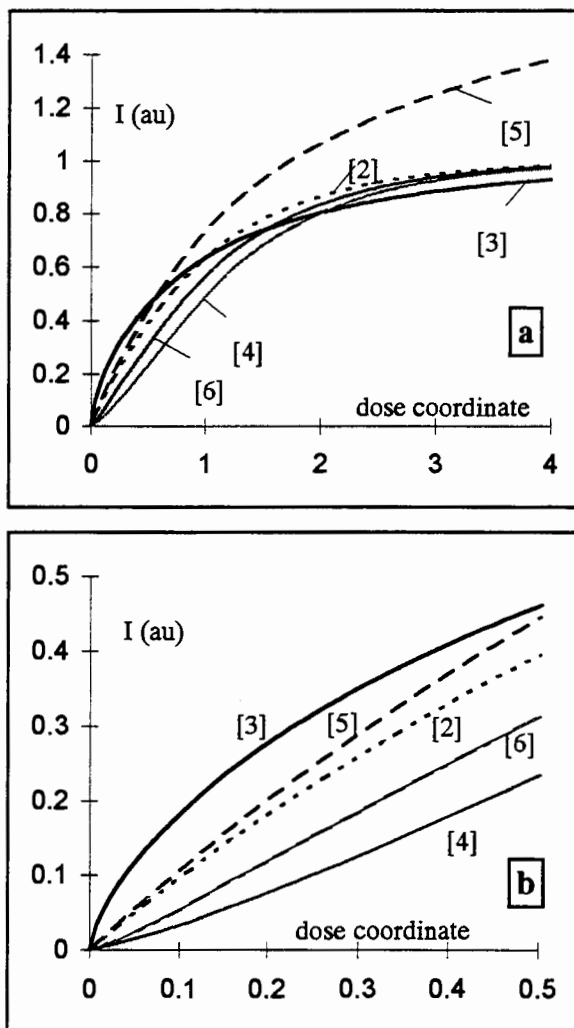 1.4
I (au)
1.2
[5]
1
[2]
0.8
[3]
0.6
a
0.4
[4]
[6]
0.2
dose coordinate
0
0 1 2 3 4
0.5
I (au)
0.4
[3] [5] [2]
0.3
[6]
0.2
[4]
0.1
b
dose coordinate
0
0 0.1 0.2 0.3 0.4 0.5